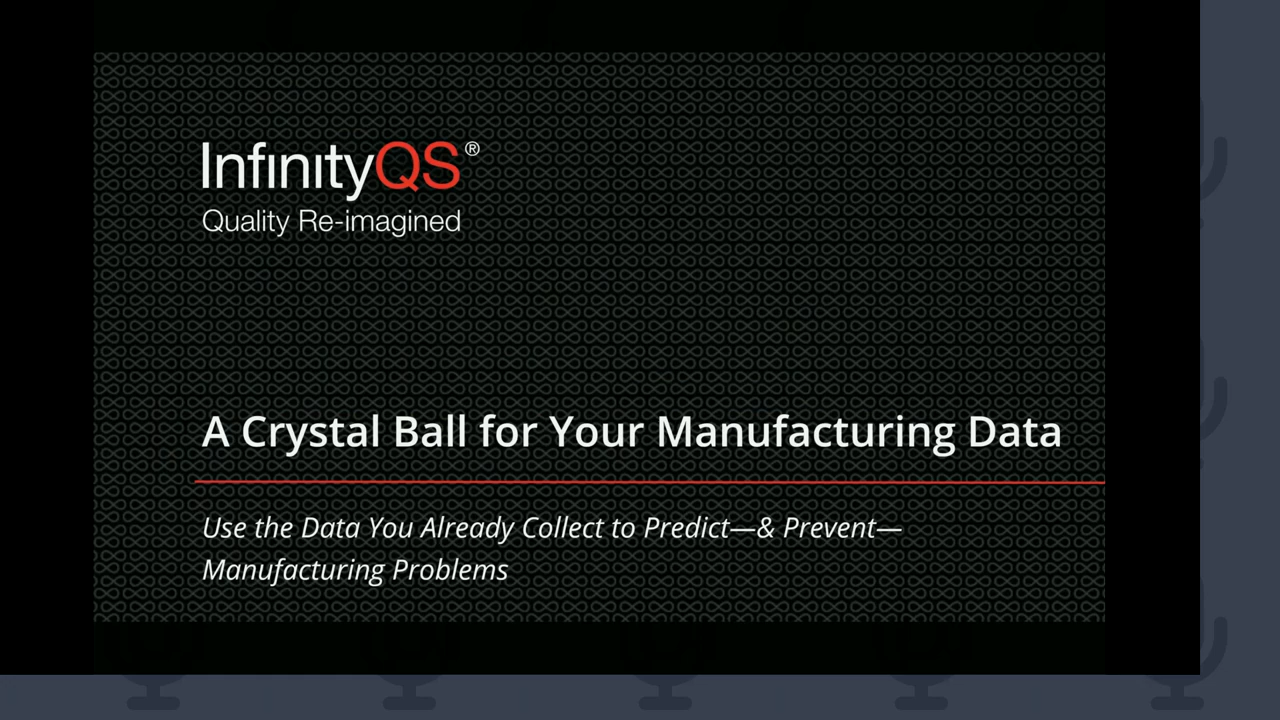 InfinityQS®
Quality Re-imagined
A Crystal Ball for Your Manufacturing Data
Use the Data You Already Collect to Predict—& Prevent—
Manufacturing Problems